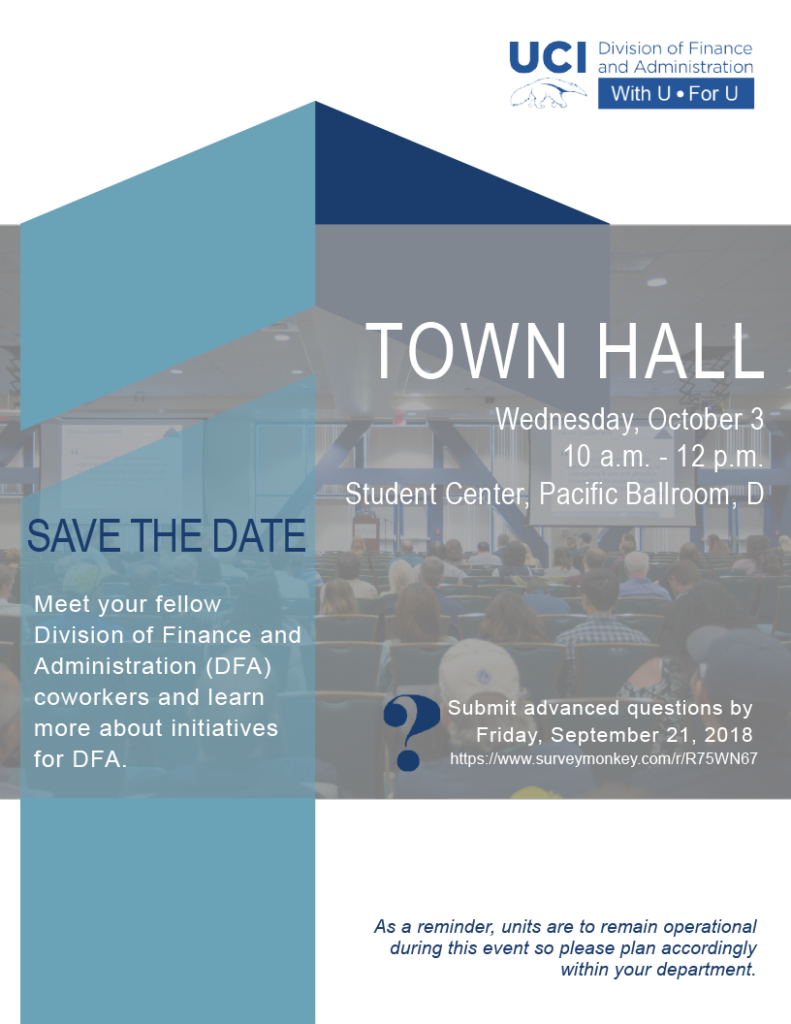 UCI
Division of Finance
and Administration
With U • For U
TOWN HALL
Wednesday, October 3
10 a.m. - 12 p.m.
Student Center, Pacific Ballroom, D
SAVE THE DATE
Meet your fellow
Division of Finance and
Administration (DFA)
coworkers and learn
more about initiatives
for DFA.
?
Submit advanced questions by
Friday, September 21, 2018
https://www.surveymonkey.com/r/R75WN67
As a reminder, units are to remain operational
during this event so please plan accordingly
within your department.